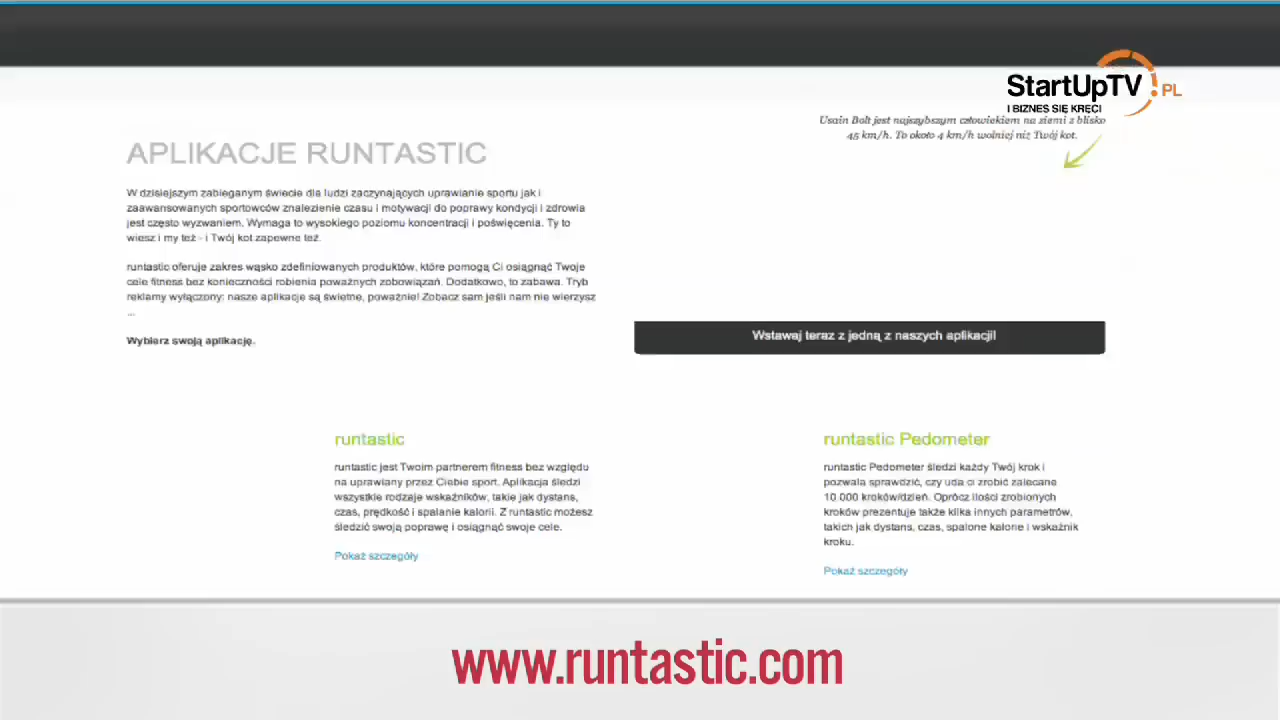 StartUpTV.PL
I BIZNES SIĘ KRĘCI
Usain Bolt jest najszybszym człowiekiem na ziemi z blisko
45 km/h. To około 4 km/h wolniej niż Twój kot.
APLIKACJE RUNTASTIC
W dzisiejszym zabieganym świecie dla ludzi zaczynających uprawianie sportu jak i
zaawansowanych sportowców znalezienie czasu i motywacji do poprawy kondycji i zdrowia
jest często wyzwaniem. Wymaga to wysokiego poziomu koncentracji i poświęcenia. Ty to
wiesz i my też - i Twój kot zapewne też.
runtastic oferuje zakres wąsko zdefiniowanych produktów, które pomogą Ci osiągnąć Twoje
cele fitness bez konieczności robienia poważnych zobowiązań. Dodatkowo, to zabawa. Tryb
reklamy wyłączony: nasze aplikacje są świetne, poważnie! Zobacz sam jeśli nam nie wierzysz
...
Wybierz swoją aplikację.
Wstawaj teraz z jedną z naszych aplikacji!
runtastic
runtastic jest Twoim partnerem fitness bez względu
na uprawiany przez Ciebie sport. Aplikacja śledzi
wszystkie rodzaje wskaźników, takie jak dystans,
czas, prędkość i spalanie kalorii. Z runtastic możesz
śledzić swoją poprawę i osiągnąć swoje cele.
Pokaż szczegóły
runtastic Pedometer
runtastic Pedometer śledzi każdy Twój krok i
pozwala sprawdzić, czy uda ci zrobić zalecane
10 000 kroków/dzień. Oprócz ilości zrobionych
kroków prezentuje także kilka innych parametrów,
takich jak dystans, czas, spalone kalorie i wskaźnik
kroku.
Pokaż szczegóły
www.runtastic.com